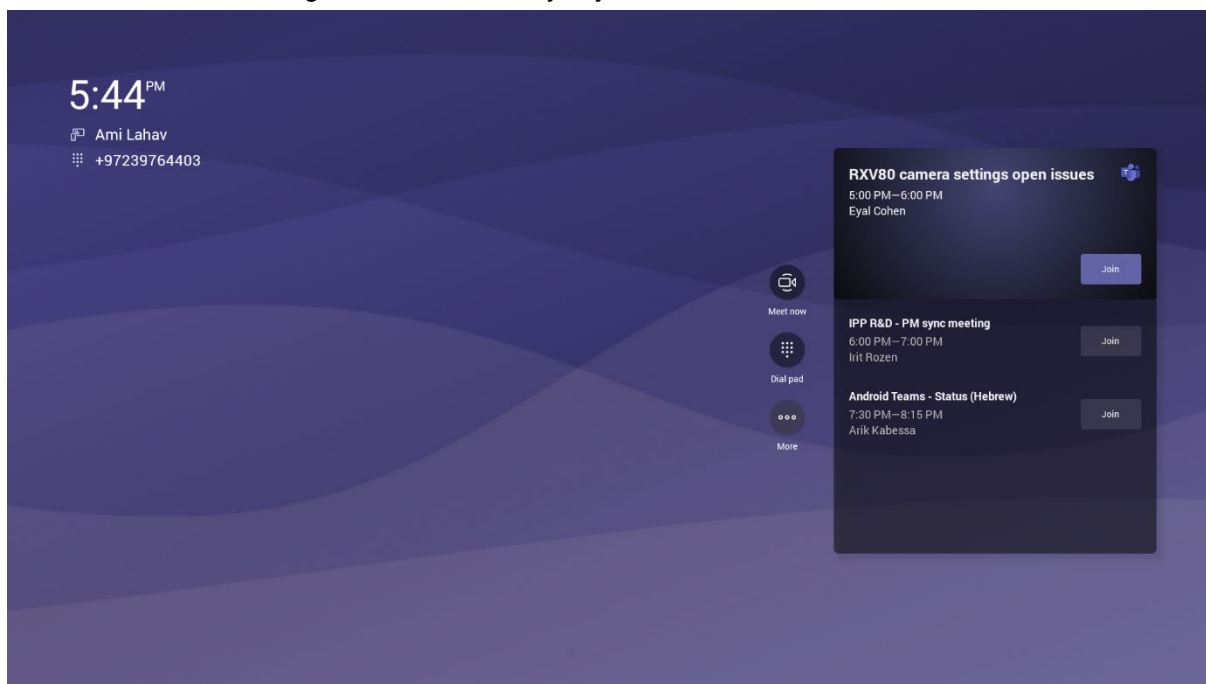 5:44 PM
Ami Lahav
+97239764403
RXV80 camera settings open issues
5:00 PM—6:00 PM
Eyal Cohen
Join
Meet now
IPP R&D - PM sync meeting
6:00 PM—7:00 PM
Irit Rozen
Join
Dial pad
Android Teams - Status (Hebrew)
7:30 PM—8:15 PM
Arik Kabessa
Join
More